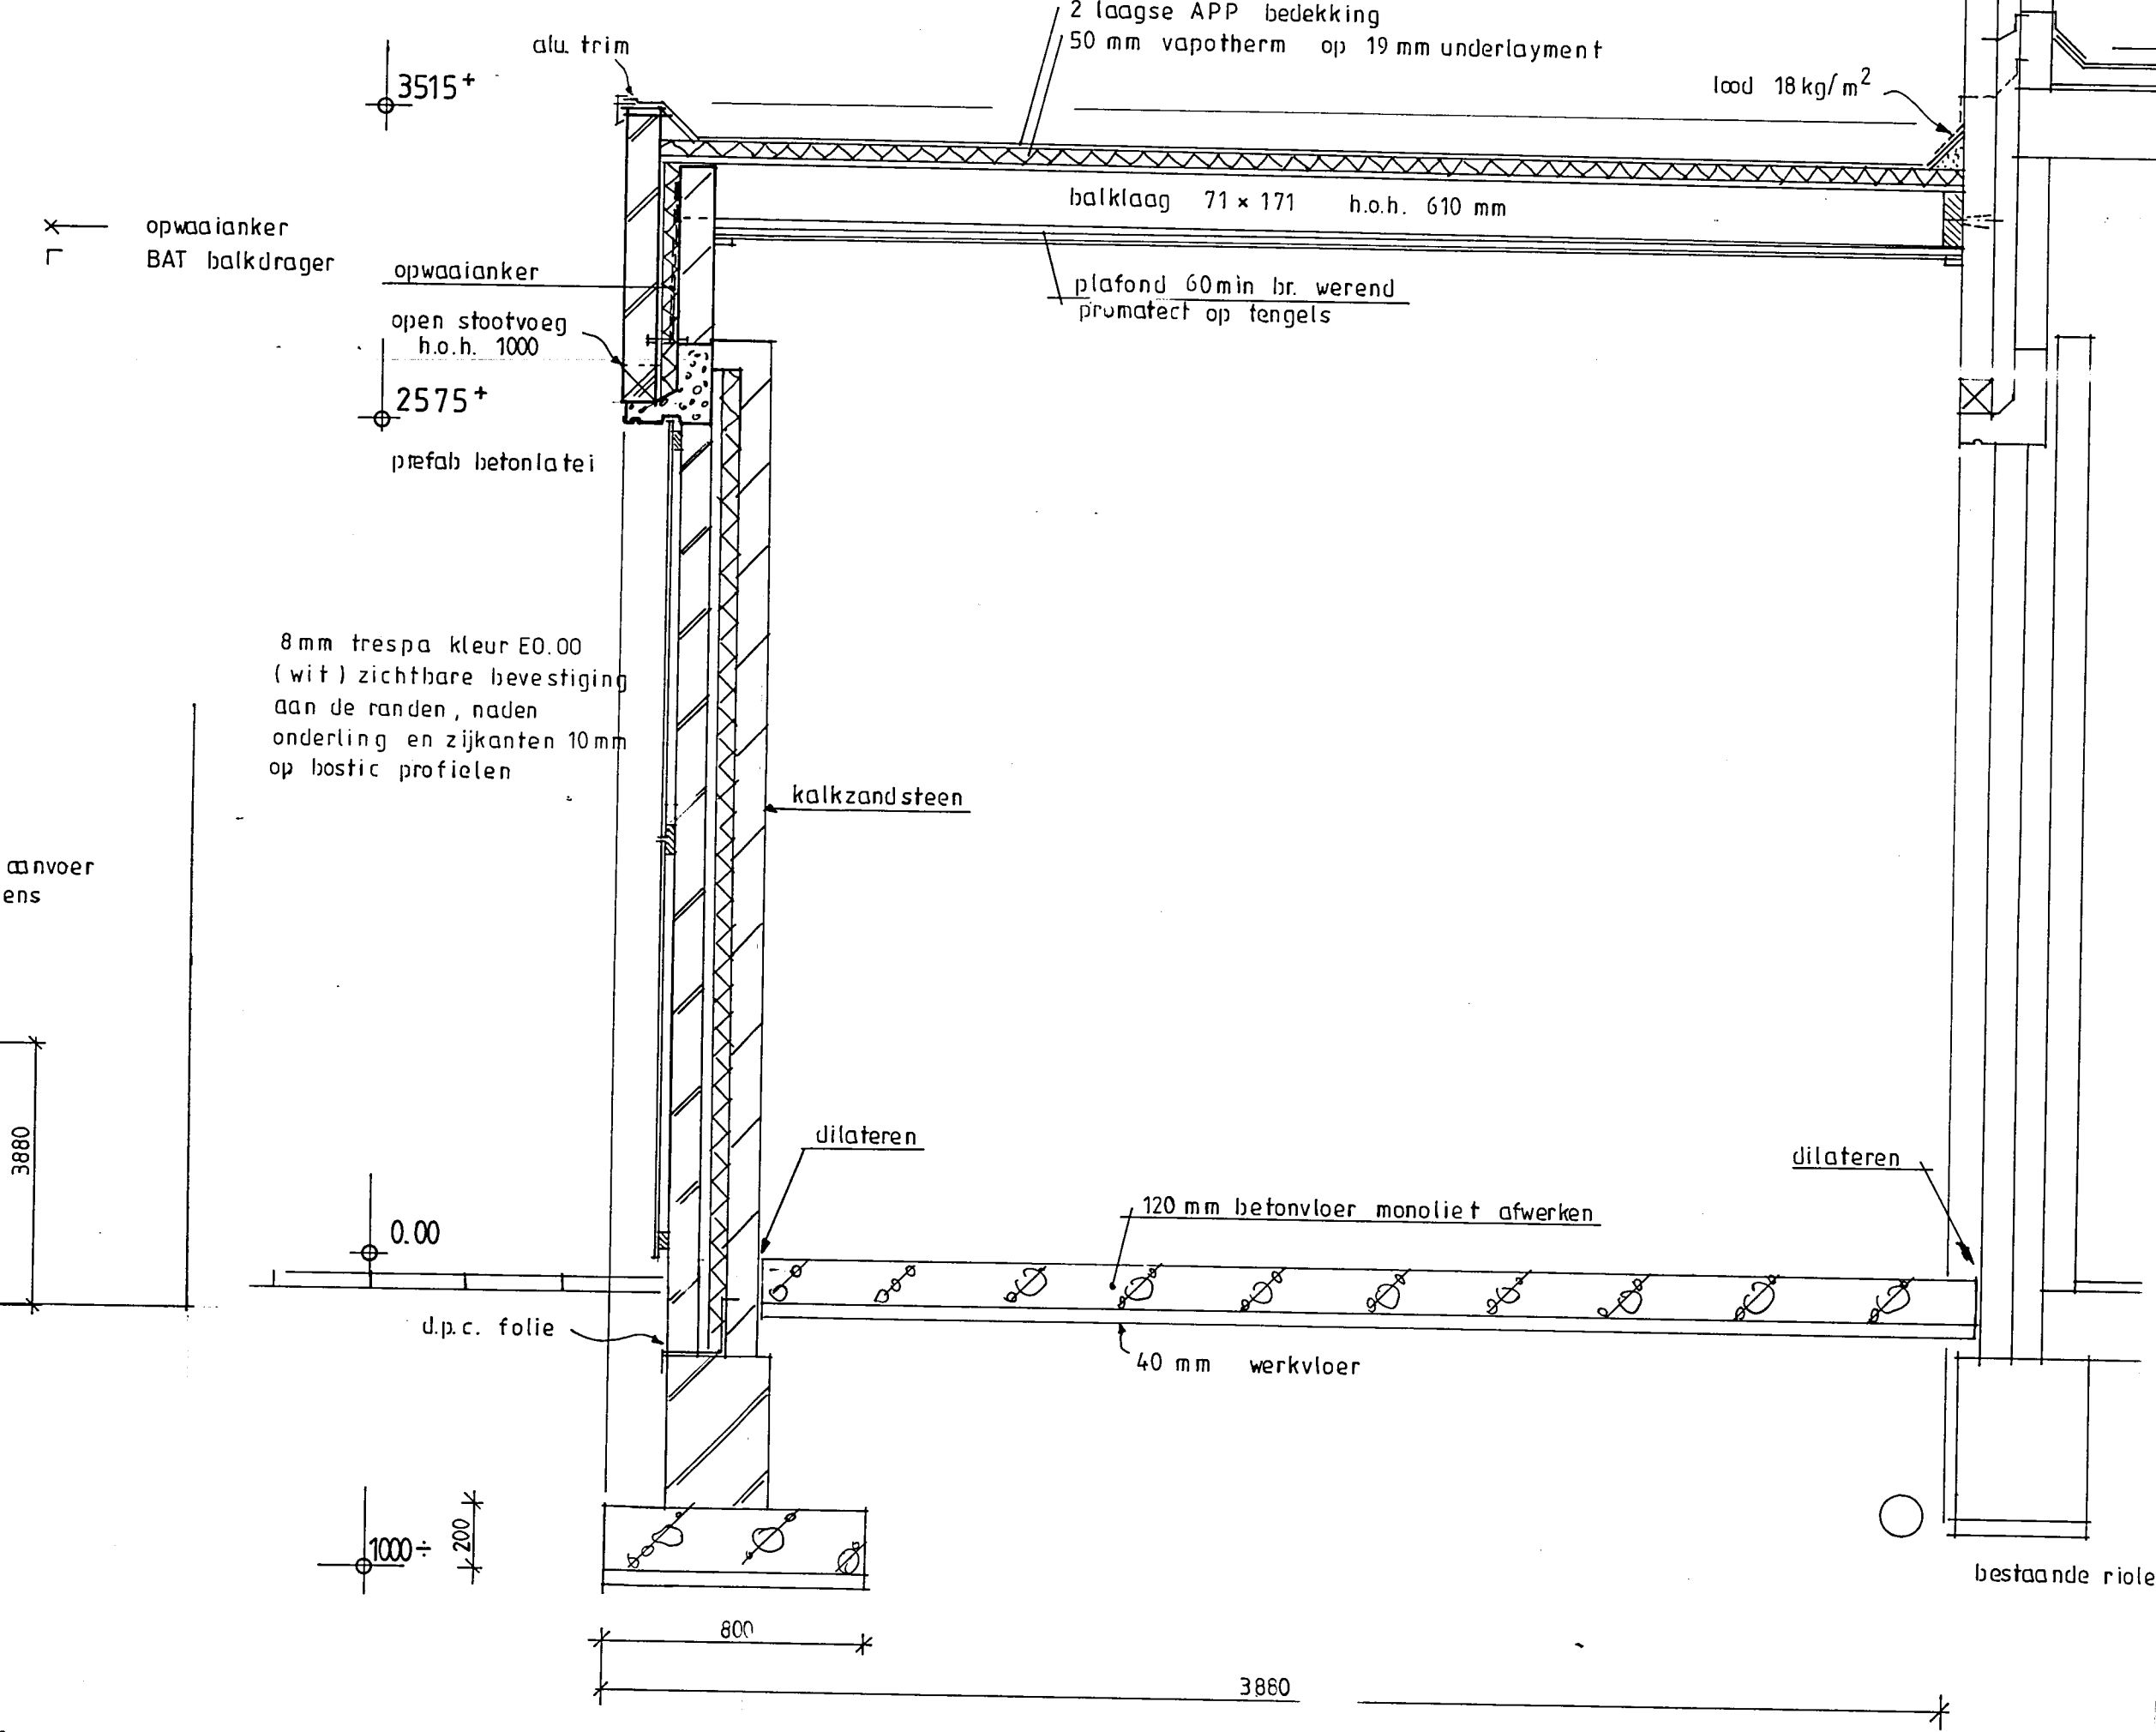 2 laagse APP bedekking
50 mm vapotherm op 19 mm underlayment
alu. trim
3515+
lood 18 kg/m²
balklaag 71 × 171 h.o.h. 610 mm
opwaaianker
BAT balkdrager
opwaaianker
plafond 60min br. werend
promatect op tengels
open stootvoeg
h.o.h. 1000
2575+
prefab betonlatei
8 mm trespa kleur E0.00
(wit) zichtbare bevestiging
aan de randen, naden
onderling en zijkanten 10 mm
op bostic profielen
kalkzandsteen
aanvoer
ens
3880
dilateren
dilateren
120 mm betonvloer monoliet afwerken
0.00
d.p.c. folie
40 mm werkvloer
1000÷
200
bestaande riole
800
3880